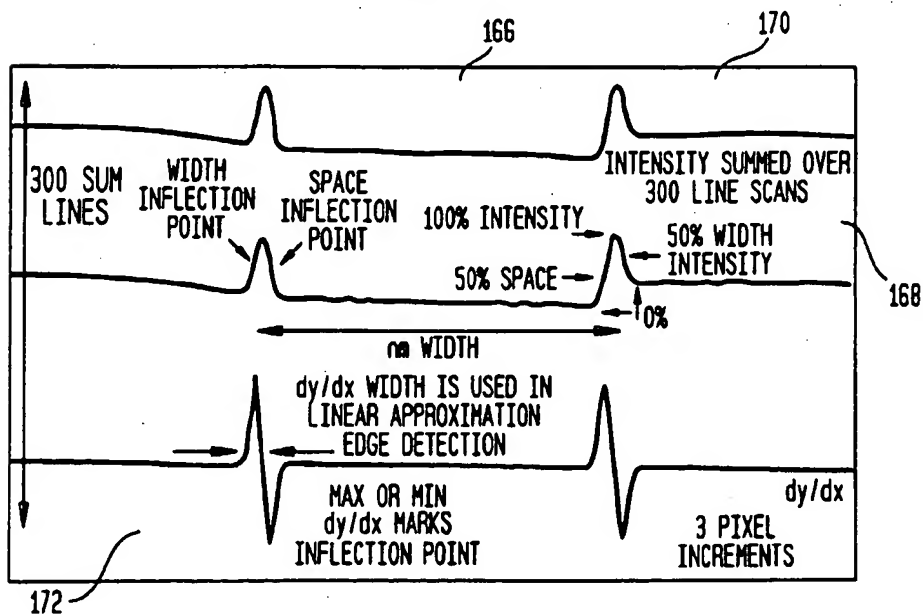 166
170
300 SUM
LINES
WIDTH
INFLECTION
POINT
SPACE
INFLECTION
POINT
INTENSITY SUMMED OVER
300 LINE SCANS
100% INTENSITY
50% WIDTH
INTENSITY
50% SPACE
168
0%
nm WIDTH
dy/dx WIDTH IS USED IN
LINEAR APPROXIMATION
EDGE DETECTION
MAX OR MIN
dy/dx MARKS
INFLECTION POINT
dy/dx
3 PIXEL
INCREMENTS
172